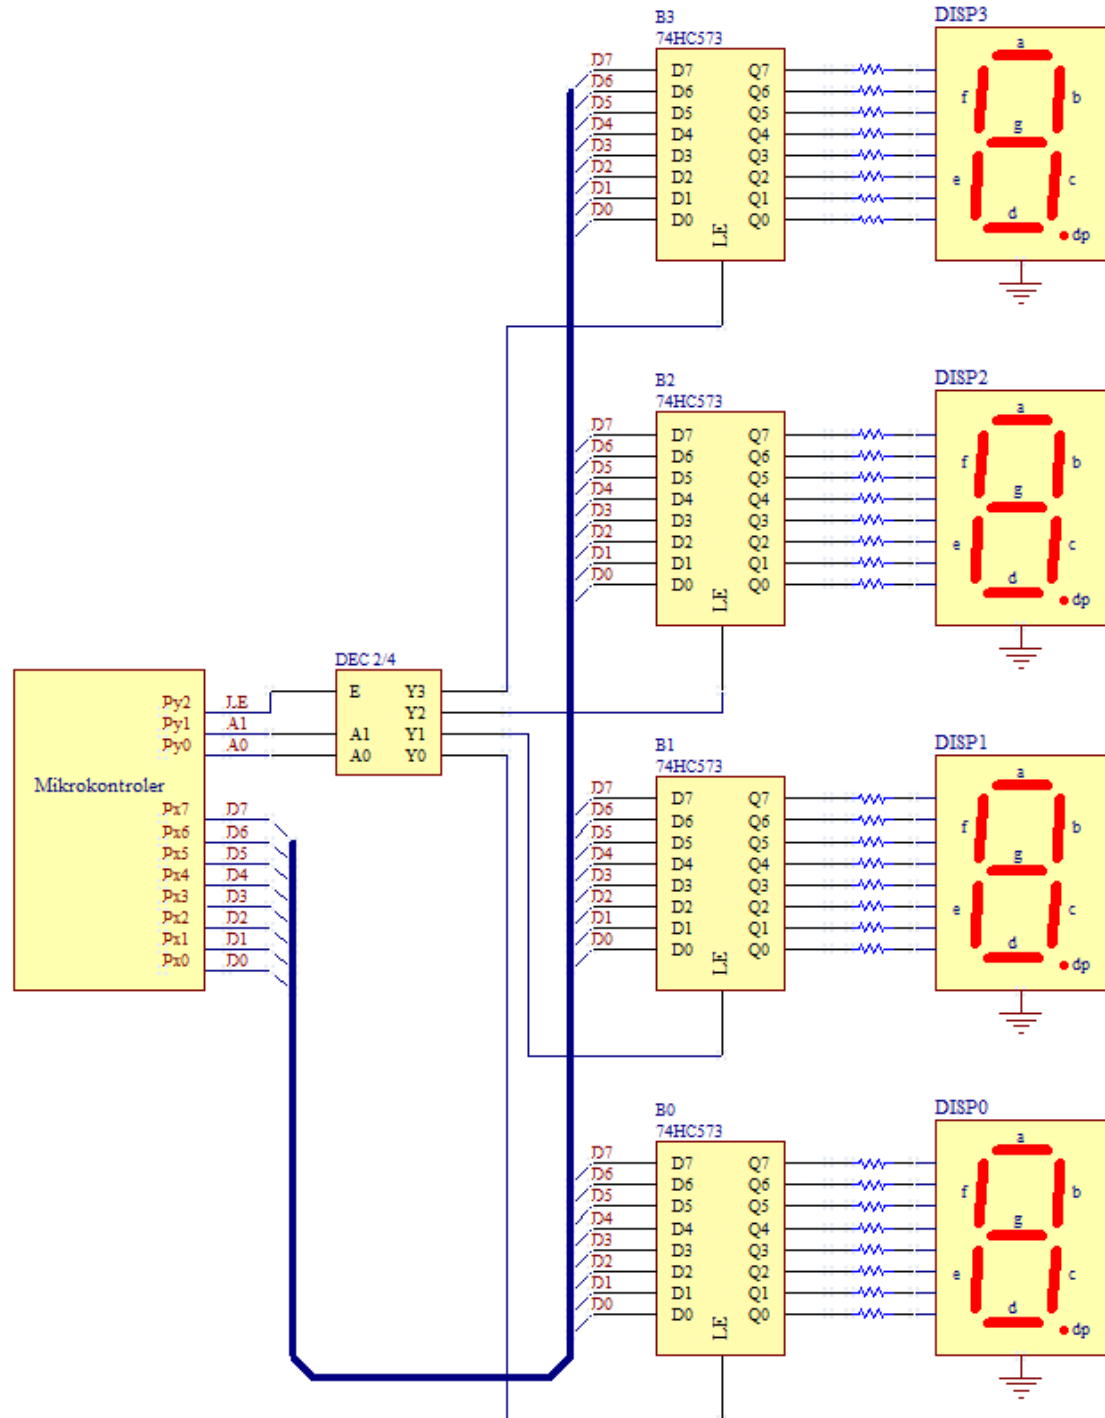 B3
74HC573
D7 D7 Q7
D6 D6 Q6
D5 D5 Q5
D4 D4 Q4
D3 D3 Q3
D2 D2 Q2
D1 D1 Q1
D0 D0 Q0
LE
DISP3
a
f b
g
e c
d
dp
B2
74HC573
D7 D7 Q7
D6 D6 Q6
D5 D5 Q5
D4 D4 Q4
D3 D3 Q3
D2 D2 Q2
D1 D1 Q1
D0 D0 Q0
LE
DISP2
a
f b
g
e c
d
dp
Mikrokontroler
Py2 LE
Py1 A1
Py0 A0
Px7 D7
Px6 D6
Px5 D5
Px4 D4
Px3 D3
Px2 D2
Px1 D1
Px0 D0
DEC 2/4
E Y3
Y2
A1 Y1
A0 Y0
B1
74HC573
D7 D7 Q7
D6 D6 Q6
D5 D5 Q5
D4 D4 Q4
D3 D3 Q3
D2 D2 Q2
D1 D1 Q1
D0 D0 Q0
LE
DISP1
a
f b
g
e c
d
dp
B0
74HC573
D7 D7 Q7
D6 D6 Q6
D5 D5 Q5
D4 D4 Q4
D3 D3 Q3
D2 D2 Q2
D1 D1 Q1
D0 D0 Q0
LE
DISP0
a
f b
g
e c
d
dp